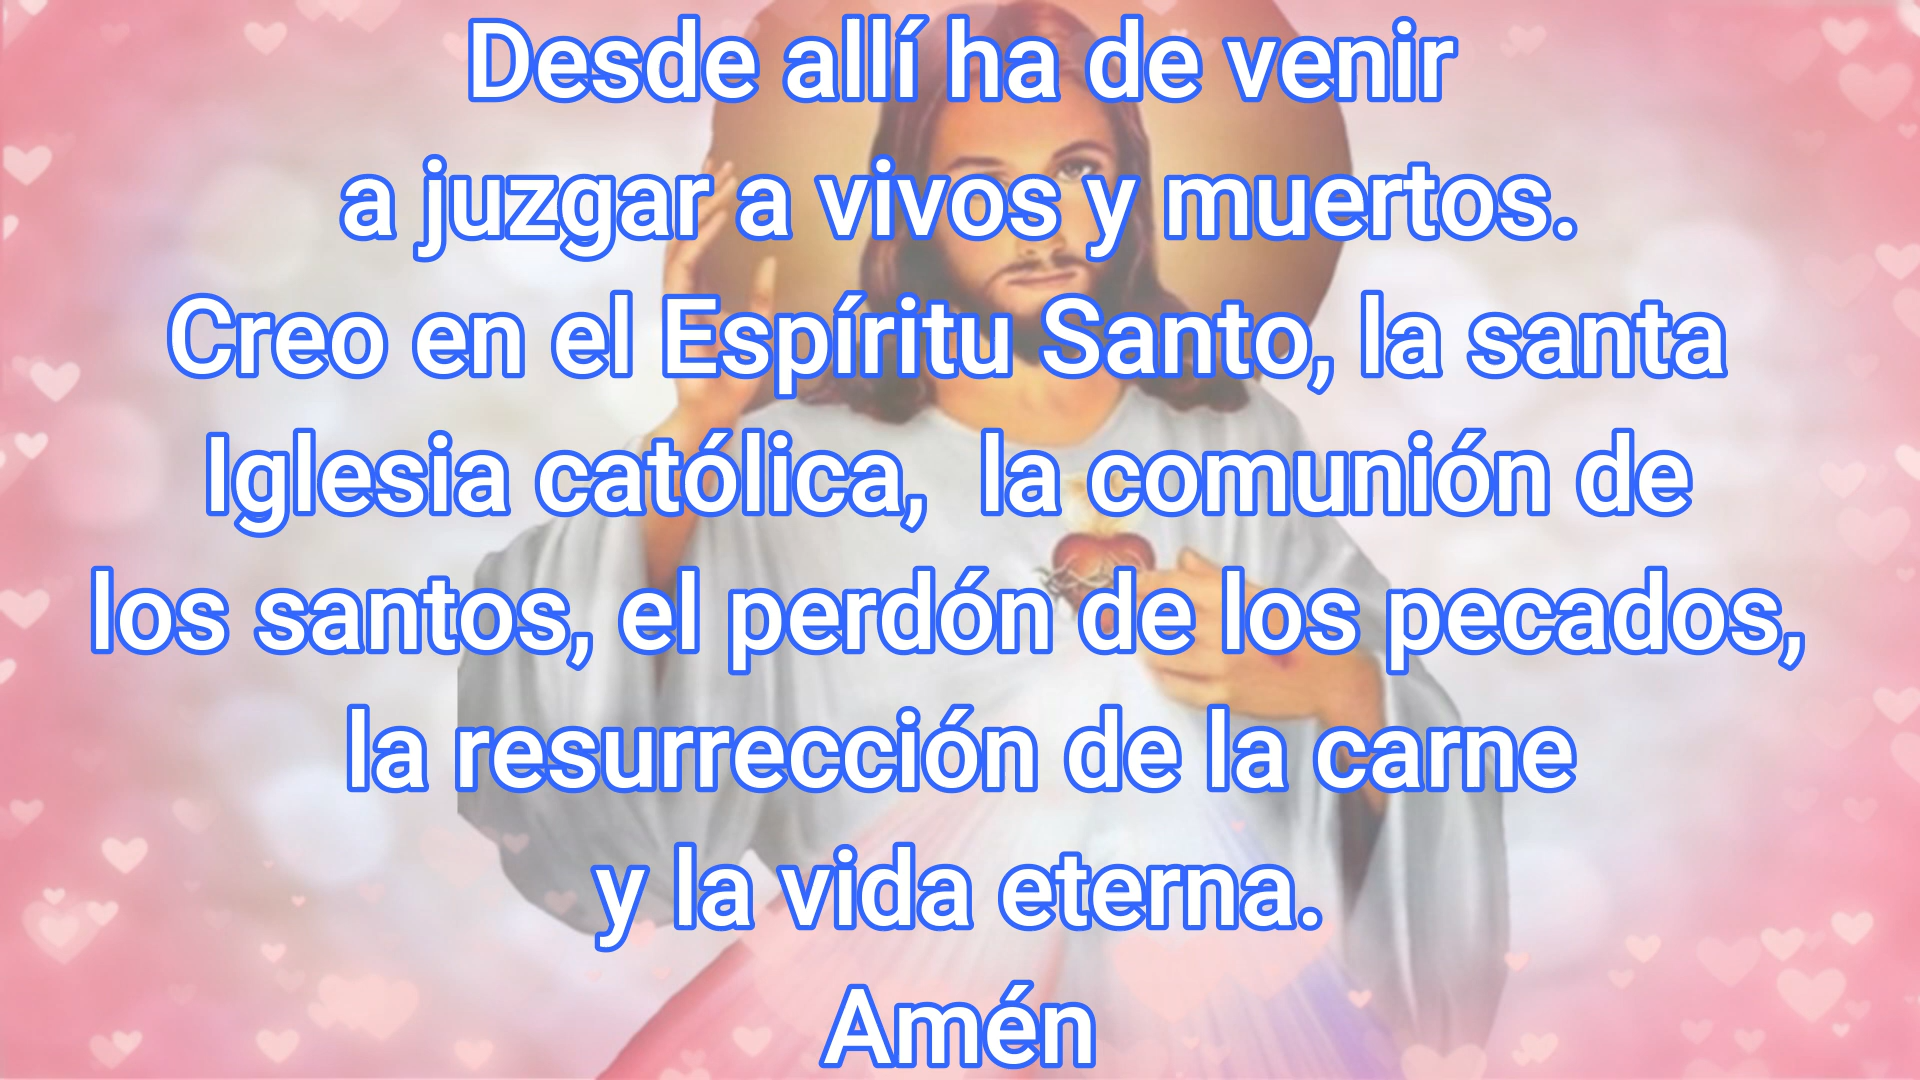 Desde allí ha de venir
a juzgar a vivos y muertos.
Creo en el Espíritu Santo, la santa
Iglesia católica,  la comunión de
los santos, el perdón de los pecados,
la resurrección de la carne
y la vida eterna.
Amén